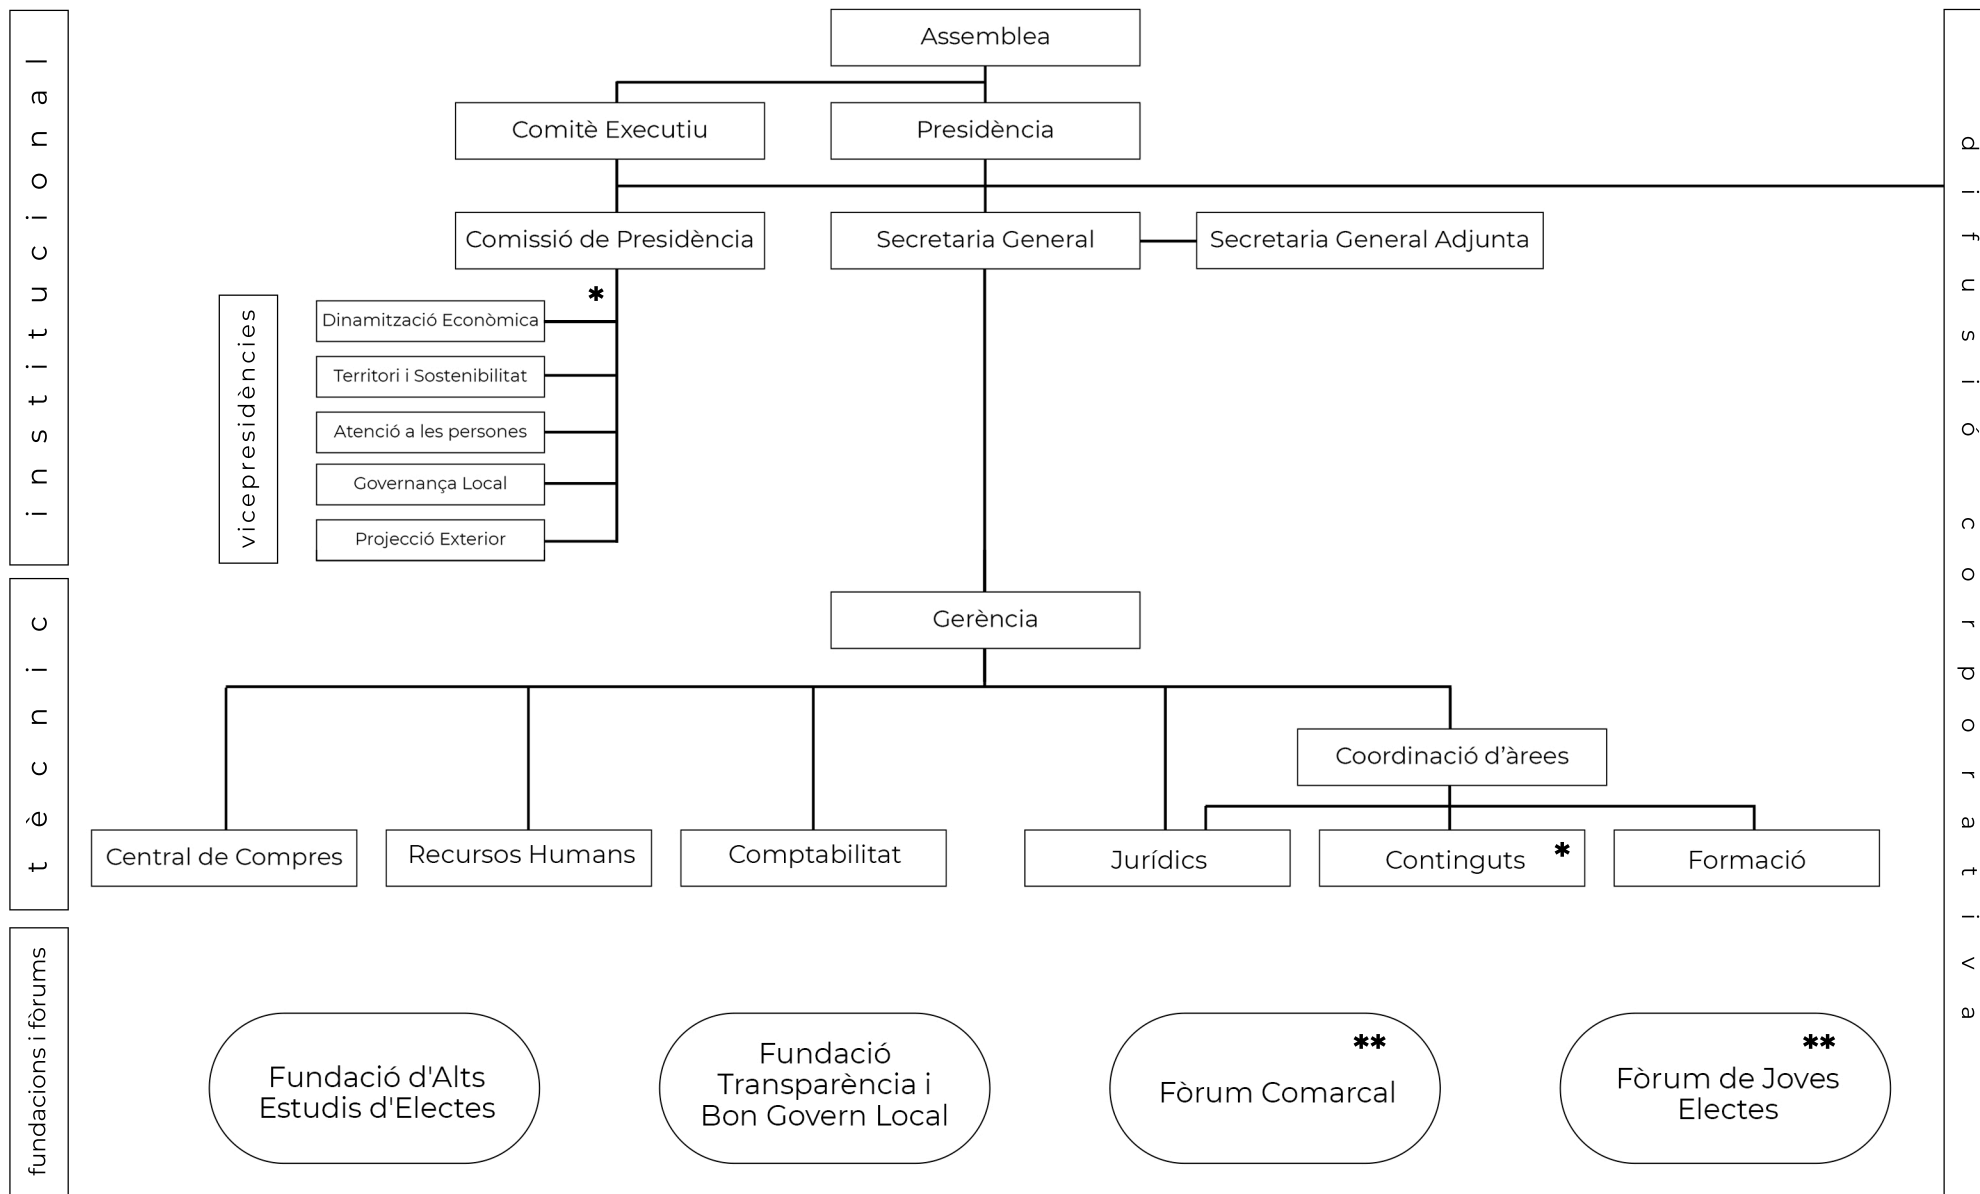 Assemblea
Comitè Executiu
Presidència
Comissió de Presidència
Secretaria General
Secretaria General Adjunta
*
vicepresidències
Dinamització Econòmica
Territori i Sostenibilitat
Atenció a les persones
Governança Local
Projecció Exterior
institucional
Gerència
Coordinació d’àrees
Central de Compres
Recursos Humans
Comptabilitat
Jurídics
Continguts *
Formació
tècnic
fundacions i fòrums
Fundació d'Alts
Estudis d'Electes
Fundació
Transparència i
Bon Govern Local
**
Fòrum Comarcal
**
Fòrum de Joves
Electes
difusió corporativa